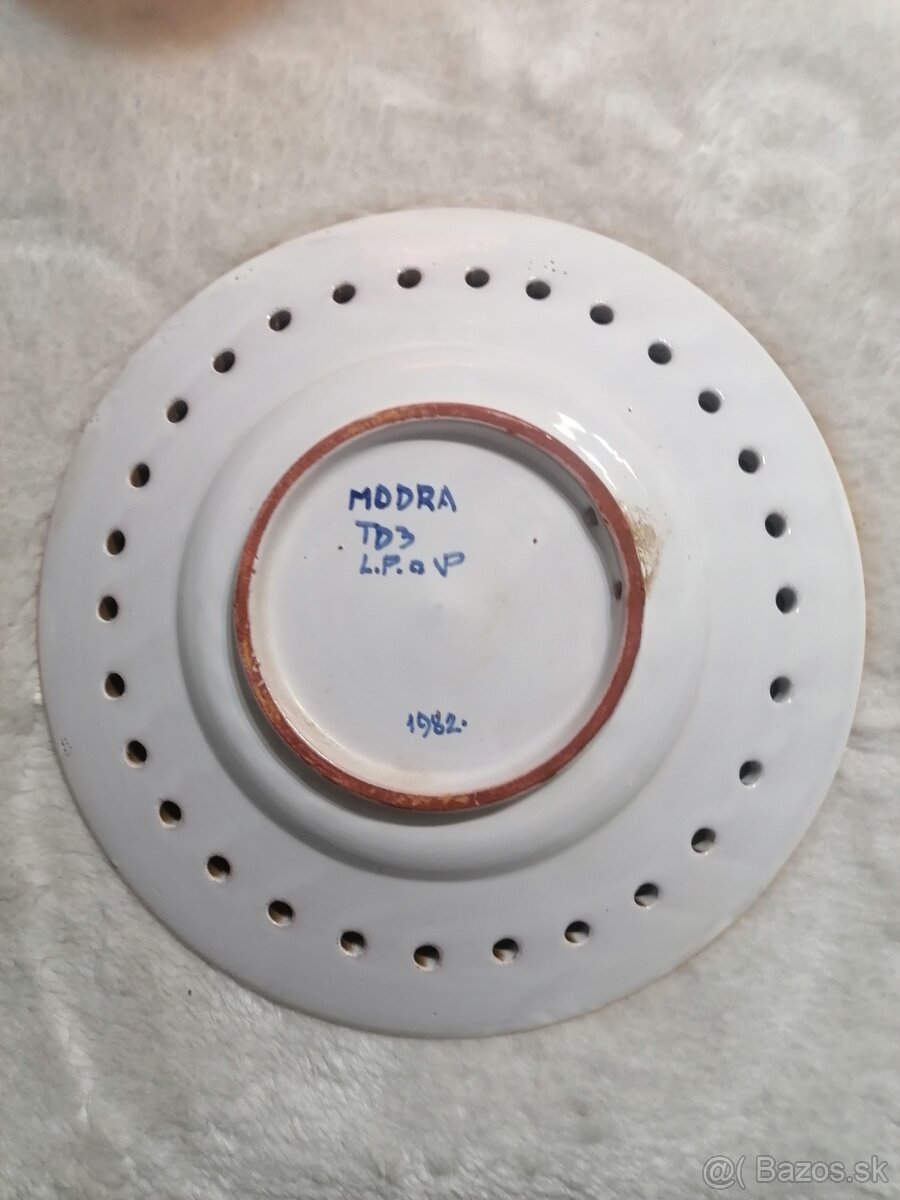 MODRA
TD3
L.P. VP
1982.
@( Bazos.sk